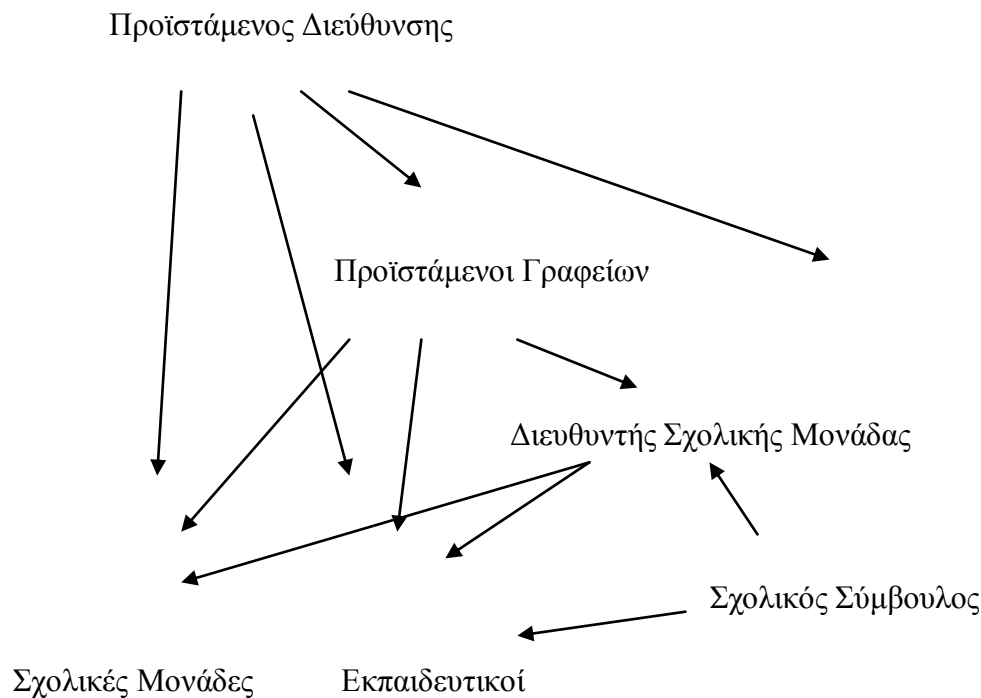 Προϊστάμενος Διεύθυνσης
Προϊστάμενοι Γραφείων
Διευθυντής Σχολικής Μονάδας
Σχολικός Σύμβουλος
Σχολικές Μονάδες Εκπαιδευτικοί